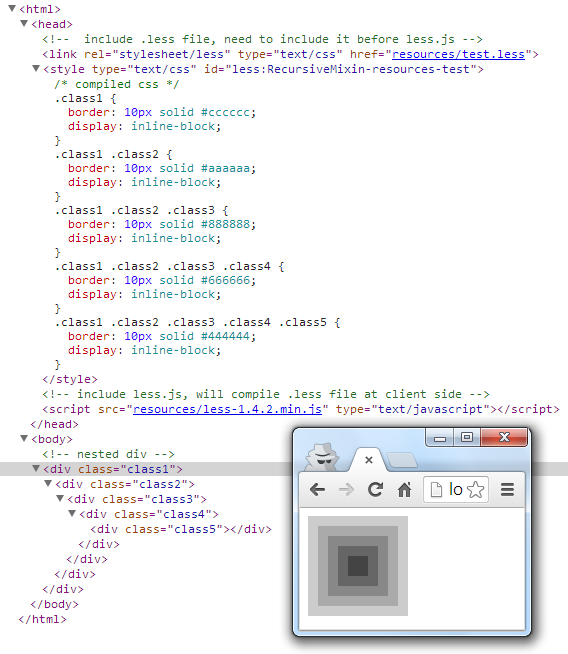 <html>
<head>
<!--  include .less file, need to include it before less.js -->
<link rel="stylesheet/less" type="text/css" href="resources/test.less">
<style type="text/css" id="less:RecursiveMixin-resources-test">
/* compiled css */
.class1 {
border: 10px solid #cccccc;
display: inline-block;
}
.class1 .class2 {
border: 10px solid #aaaaaa;
display: inline-block;
}
.class1 .class2 .class3 {
border: 10px solid #888888;
display: inline-block;
}
.class1 .class2 .class3 .class4 {
border: 10px solid #666666;
display: inline-block;
}
.class1 .class2 .class3 .class4 .class5 {
border: 10px solid #444444;
display: inline-block;
}
</style>
<!-- include less.js, will compile .less file at client side -->
<script src="resources/less-1.4.2.min.js" type="text/javascript"></script>
</head>
<body>
<!-- nested div -->
<div class="class1">
<div class="class2">
<div class="class3">
<div class="class4">
<div class="class5"></div>
</div>
</div>
</div>
</div>
</body>
</html>
lo